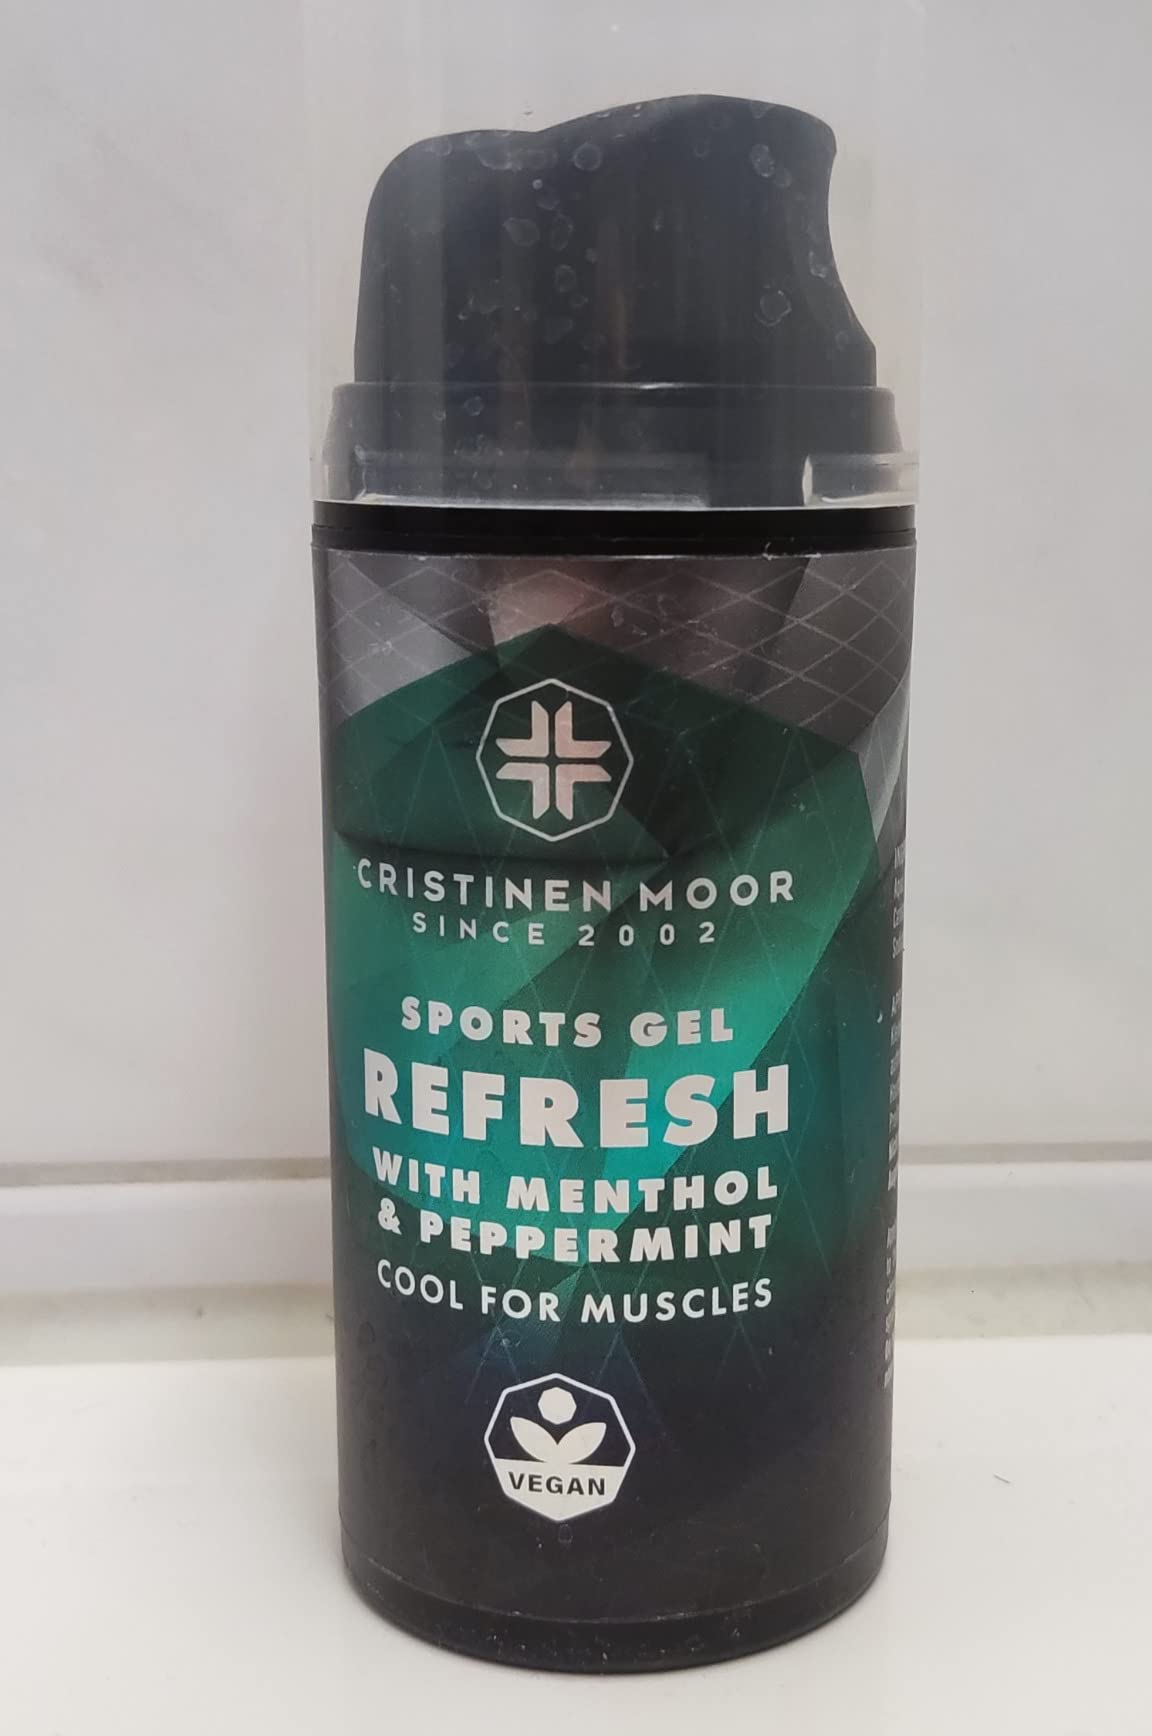 CRISTINEN MOOR
SINCE 2002
SPORTS GEL
REFRESH
WITH MENTHOL
& PEPPERMINT
COOL FOR MUSCLES
VEGAN